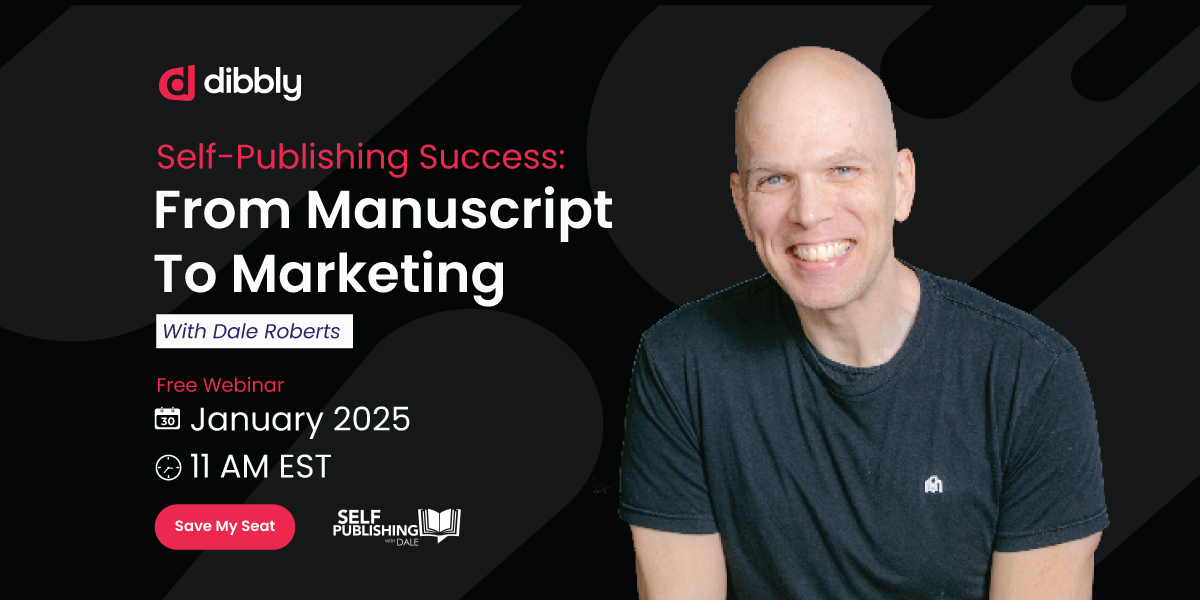 dibbly
Self-Publishing Success:
From Manuscript
To Marketing
With Dale Roberts
Free Webinar
30 January 2025
11 AM EST
Save My Seat
SELF
PUBLISHING
WITH DALE